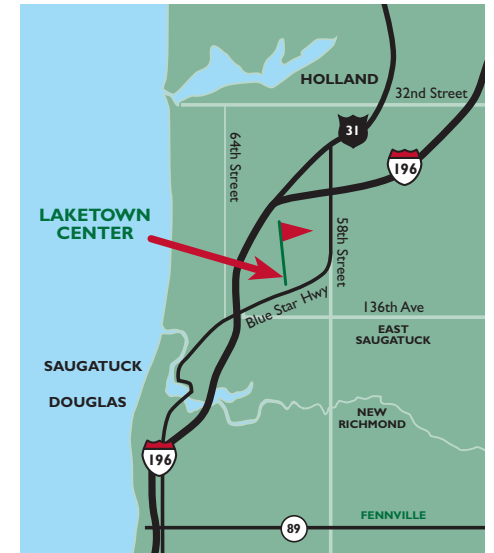 HOLLAND
32nd Street
31
64th Street
196
LAKETOWN
CENTER
58th Street
Blue Star Hwy
136th Ave
EAST
SAUGATUCK
SAUGATUCK
DOUGLAS
NEW
RICHMOND
196
FENNVILLE
89